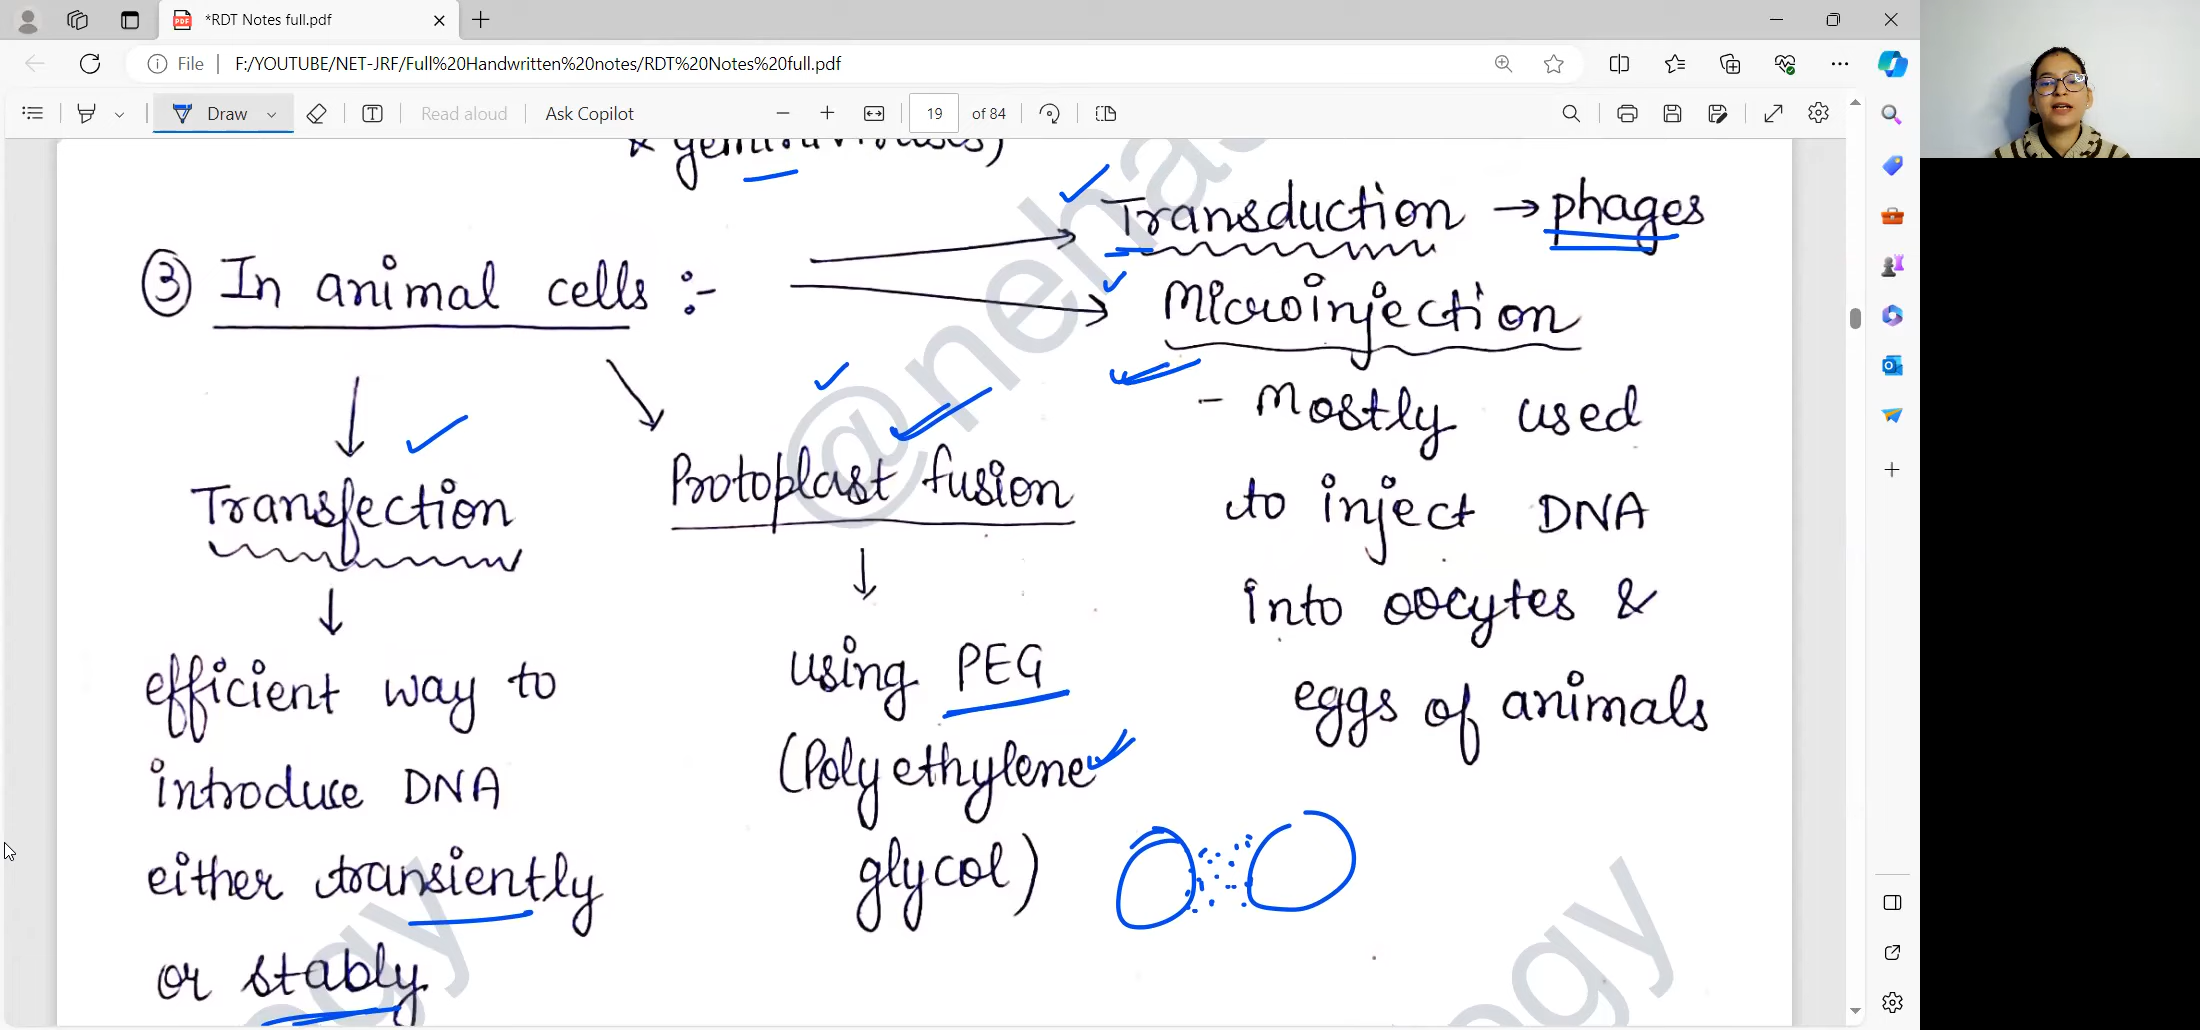 *RDT Notes full.pdf
File
F:/YOUTUBE/NET-JRF/Full%20Handwritten%20notes/RDT%20Notes%20full.pdf
Draw
Read aloud
Ask Copilot
19
of 84
Transduction → phages
③ In animal cells :-
Microinjection
- Mostly used
to inject DNA
into oocytes &
eggs of animals
Transfection
efficient way to
introduce DNA
either transiently
or stably
Protoplast fusion
using PEG
(Polyethylene
glycol)